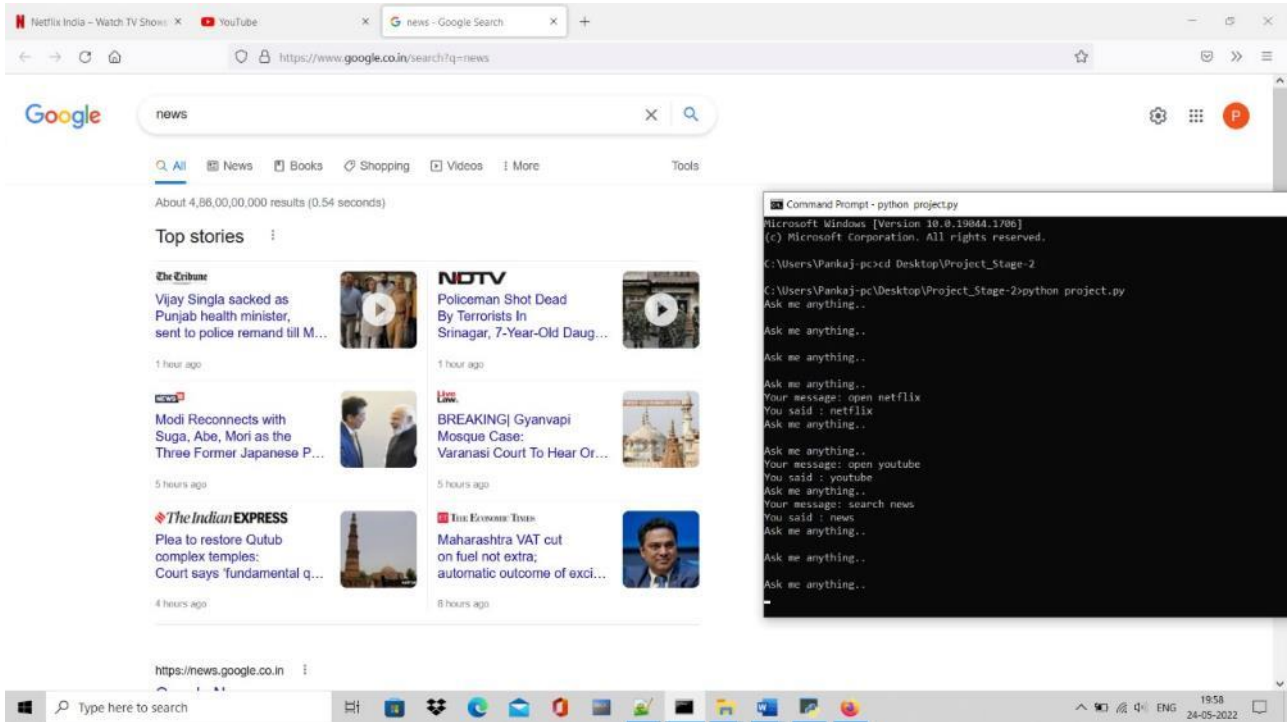 Netflix India – Watch TV Shows
YouTube
news - Google Search
https://www.google.co.in/search?q=news
Google
news
P
All
News
Books
Shopping
Videos
More
Tools
About 4,86,00,00,000 results (0.54 seconds)
Top stories
The Tribune
Vijay Singla sacked as
Punjab health minister,
sent to police remand till M...
1 hour ago
NDTV
Policeman Shot Dead
By Terrorists In
Srinagar, 7-Year-Old Daug...
1 hour ago
NEWS
Modi Reconnects with
Suga, Abe, Mori as the
Three Former Japanese P...
5 hours ago
Live
Law.
BREAKING| Gyanvapi
Mosque Case:
Varanasi Court To Hear Or...
5 hours ago
The Indian EXPRESS
Plea to restore Qutub
complex temples:
Court says 'fundamental q...
4 hours ago
ET THE ECONOMIC TIMES
Maharashtra VAT cut
on fuel not extra;
automatic outcome of exci...
8 hours ago
https://news.google.co.in
Command Prompt - python project.py
Microsoft Windows [Version 10.0.19044.1706]
(c) Microsoft Corporation. All rights reserved.
C:\Users\Pankaj-pc>cd Desktop\Project_Stage-2
C:\Users\Pankaj-pc\Desktop\Project_Stage-2>python project.py
Ask me anything..
Ask me anything..
Ask me anything..
Ask me anything..
Your message: open netflix
You said : netflix
Ask me anything..
Ask me anything..
Your message: open youtube
You said : youtube
Ask me anything..
Your message: search news
You said : news
Ask me anything..
Ask me anything..
Ask me anything..
Type here to search
ENG
19:58
24-05-2022